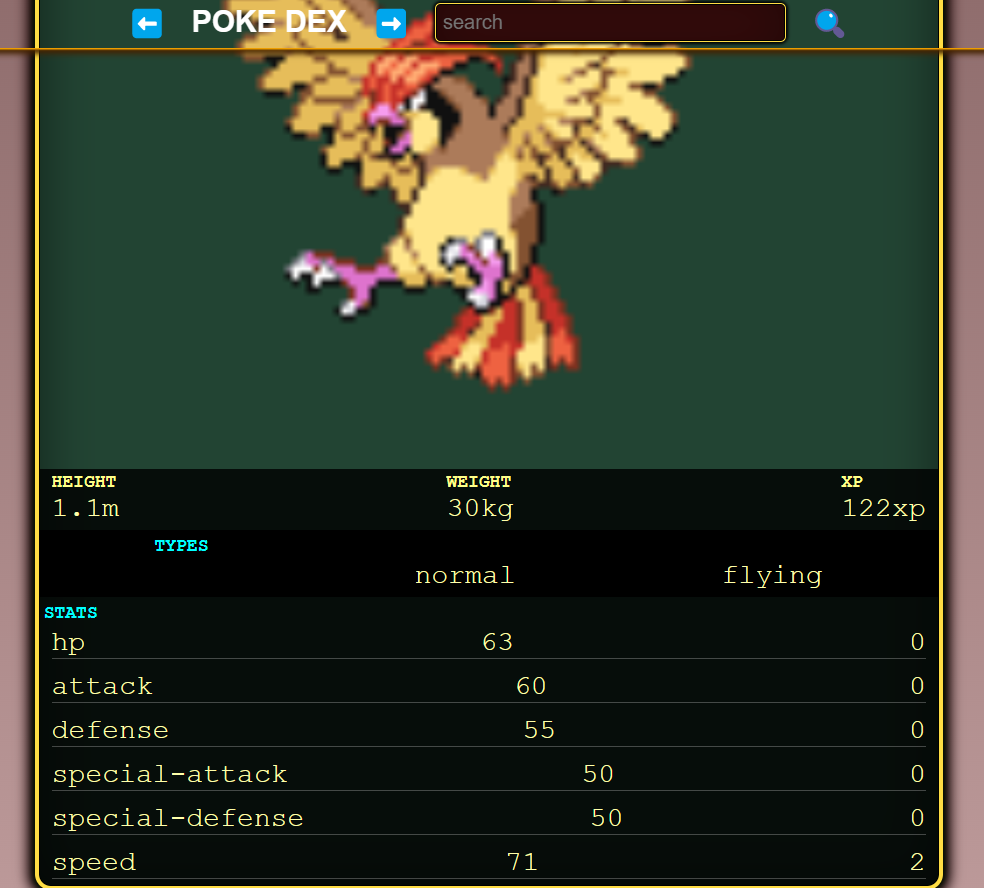 POKE DEX search
HEIGHT WEIGHT XP
1.1m 30kg 122xp
TYPES
normal flying
STATS
hp 63 0
attack 60 0
defense 55 0
special-attack 50 0
special-defense 50 0
speed 71 2